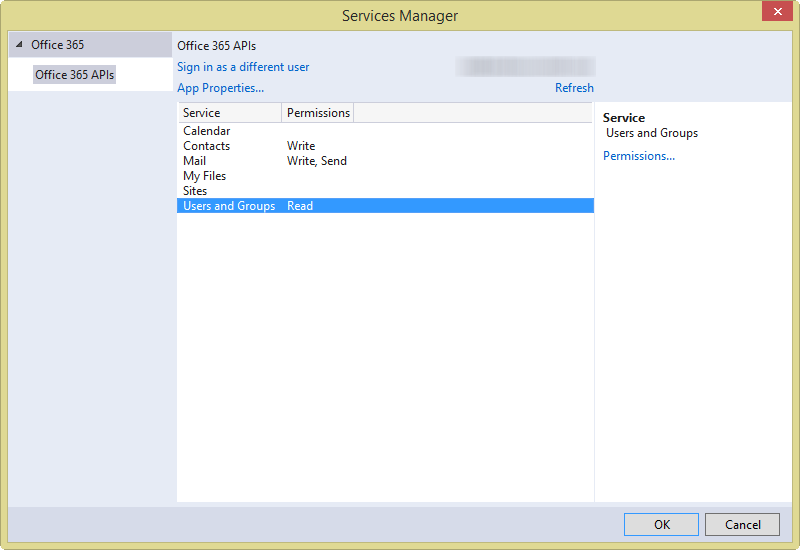 Services Manager
Office 365
Office 365 APIs
Office 365 APIs
Sign in as a different user
App Properties...
Refresh
Service Permissions
Calendar
Contacts Write
Mail Write, Send
My Files
Sites
Users and Groups Read
Service
Users and Groups
Permissions...
OK Cancel